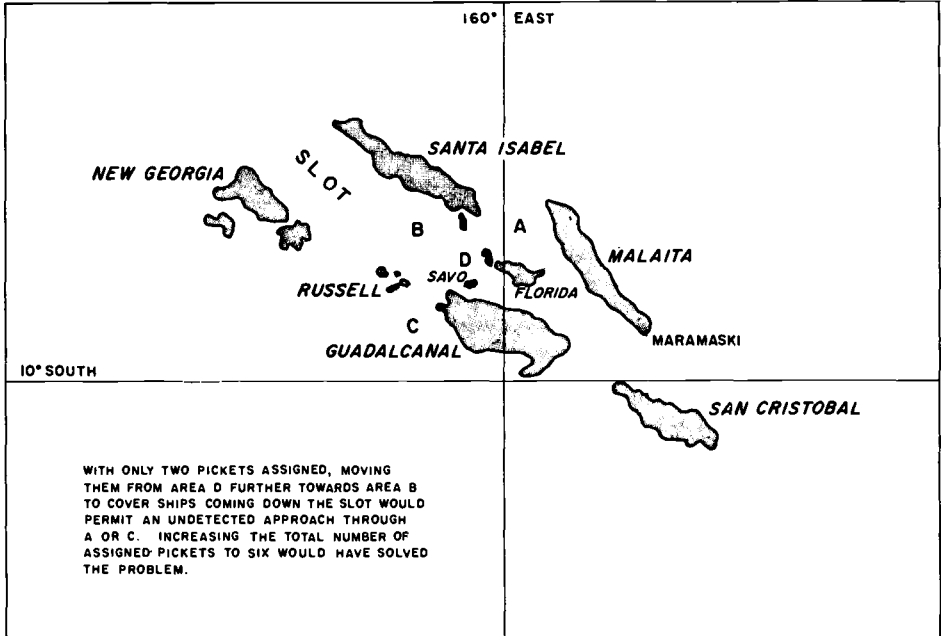 160° EAST
SANTA ISABEL
NEW GEORGIA
SLOT
B
A
MALAITA
D
SAVO
FLORIDA
RUSSELL
C
GUADALCANAL
MARAMASKI
10° SOUTH
SAN CRISTOBAL
WITH ONLY TWO PICKETS ASSIGNED, MOVING
THEM FROM AREA D FURTHER TOWARDS AREA B
TO COVER SHIPS COMING DOWN THE SLOT WOULD
PERMIT AN UNDETECTED APPROACH THROUGH
A OR C. INCREASING THE TOTAL NUMBER OF
ASSIGNED PICKETS TO SIX WOULD HAVE SOLVED
THE PROBLEM.